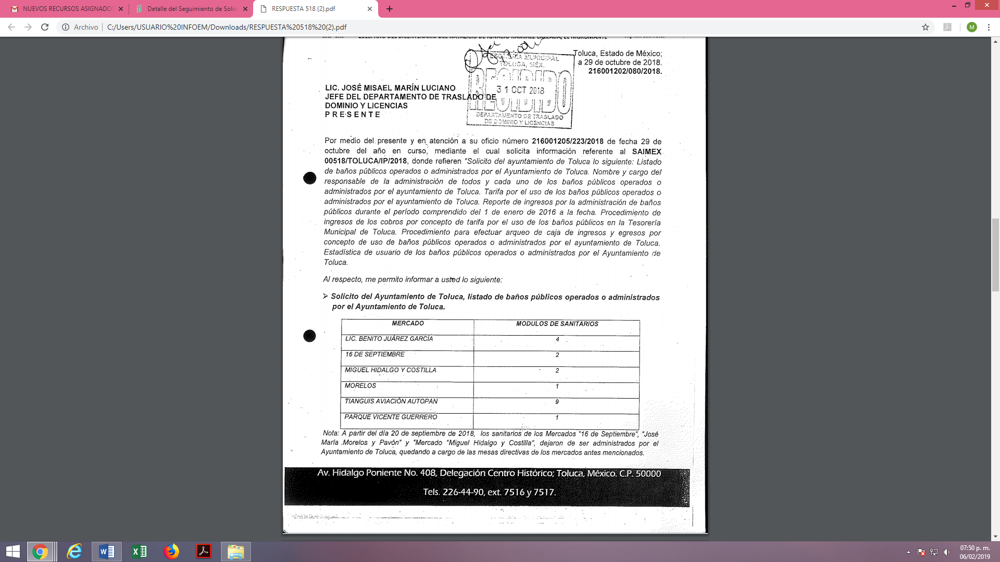 NUEVOS RECURSOS ASIGNADOS
Detalle del Seguimiento de Solici
RESPUESTA 518 (2).pdf
Archivo
C:/Users/USUARIO%20INFOEM/Downloads/RESPUESTA%20518%20(2).pdf
M
2018. AÑO DEL BICENTENARIO DEL NATALICIO DE IGNACIO RAMÍREZ CALZADA, EL NIGROMANTE
Toluca, Estado de México;
a 29 de octubre de 2018.
216001202/080/2018.
TESORERÍA MUNICIPAL
TOLUCA, MÉX.
RECIBIDO
31 OCT 2018
DEPARTAMENTO DE TRASLADO
DE DOMINIO Y LICENCIAS
LIC. JOSÉ MISAEL MARÍN LUCIANO
JEFE DEL DEPARTAMENTO DE TRASLADO DE
DOMINIO Y LICENCIAS
P R E S E N T E
Por medio del presente y en atención a su oficio número 216001205/223/2018 de fecha 29 de
octubre del año en curso, mediante el cual solicita información referente al SAIMEX
00518/TOLUCA/IP/2018, donde refieren "Solicito del ayuntamiento de Toluca lo siguiente: Listado
de baños públicos operados o administrados por el Ayuntamiento de Toluca. Nombre y cargo del
responsable de la administración de todos y cada uno de los baños públicos operados o
administrados por el ayuntamiento de Toluca. Tarifa por el uso de los baños públicos operados o
administrados por el ayuntamiento de Toluca. Reporte de ingresos por la administración de baños
públicos durante el período comprendido del 1 de enero de 2016 a la fecha. Procedimiento de
ingresos de los cobros por concepto de tarifa por el uso de los baños públicos en la Tesorería
Municipal de Toluca. Procedimiento para efectuar arqueo de caja de ingresos y egresos por
concepto de uso de baños públicos operados o administrados por el ayuntamiento de Toluca.
Estadística de usuario de los baños públicos operados o administrados por el Ayuntamiento de
Toluca.
Al respecto, me permito informar a usted lo siguiente:
➢ Solicito del Ayuntamiento de Toluca, listado de baños públicos operados o administrados
por el Ayuntamiento de Toluca.
MERCADO MODULOS DE SANITARIOS
LIC. BENITO JUÁREZ GARCÍA 4
16 DE SEPTIEMBRE 2
MIGUEL HIDALGO Y COSTILLA 2
MORELOS 1
TIANGUIS AVIACIÓN AUTOPAN 9
PARQUE VICENTE GUERRERO 1
Nota: A partir del día 20 de septiembre de 2018, los sanitarios de los Mercados "16 de Septiembre", "José
María Morelos y Pavón" y "Mercado "Miguel Hidalgo y Costilla", dejaron de ser administrados por el
Ayuntamiento de Toluca, quedando a cargo de las mesas directivas de los mercados antes mencionados.
Av. Hidalgo Poniente No. 408, Delegación Centro Histórico; Toluca, México. C.P. 50000
Tels. 226-44-90, ext. 7516 y 7517.
07:50 p. m.
06/02/2019